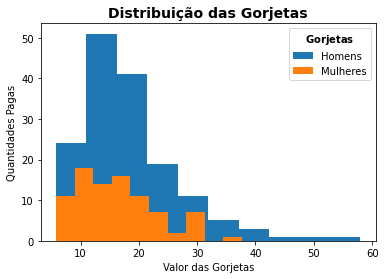 Distribuição das Gorjetas
Gorjetas
Homens
Mulheres
Quantidades Pagas
50
40
30
20
10
0
10 20 30 40 50 60
Valor das Gorjetas